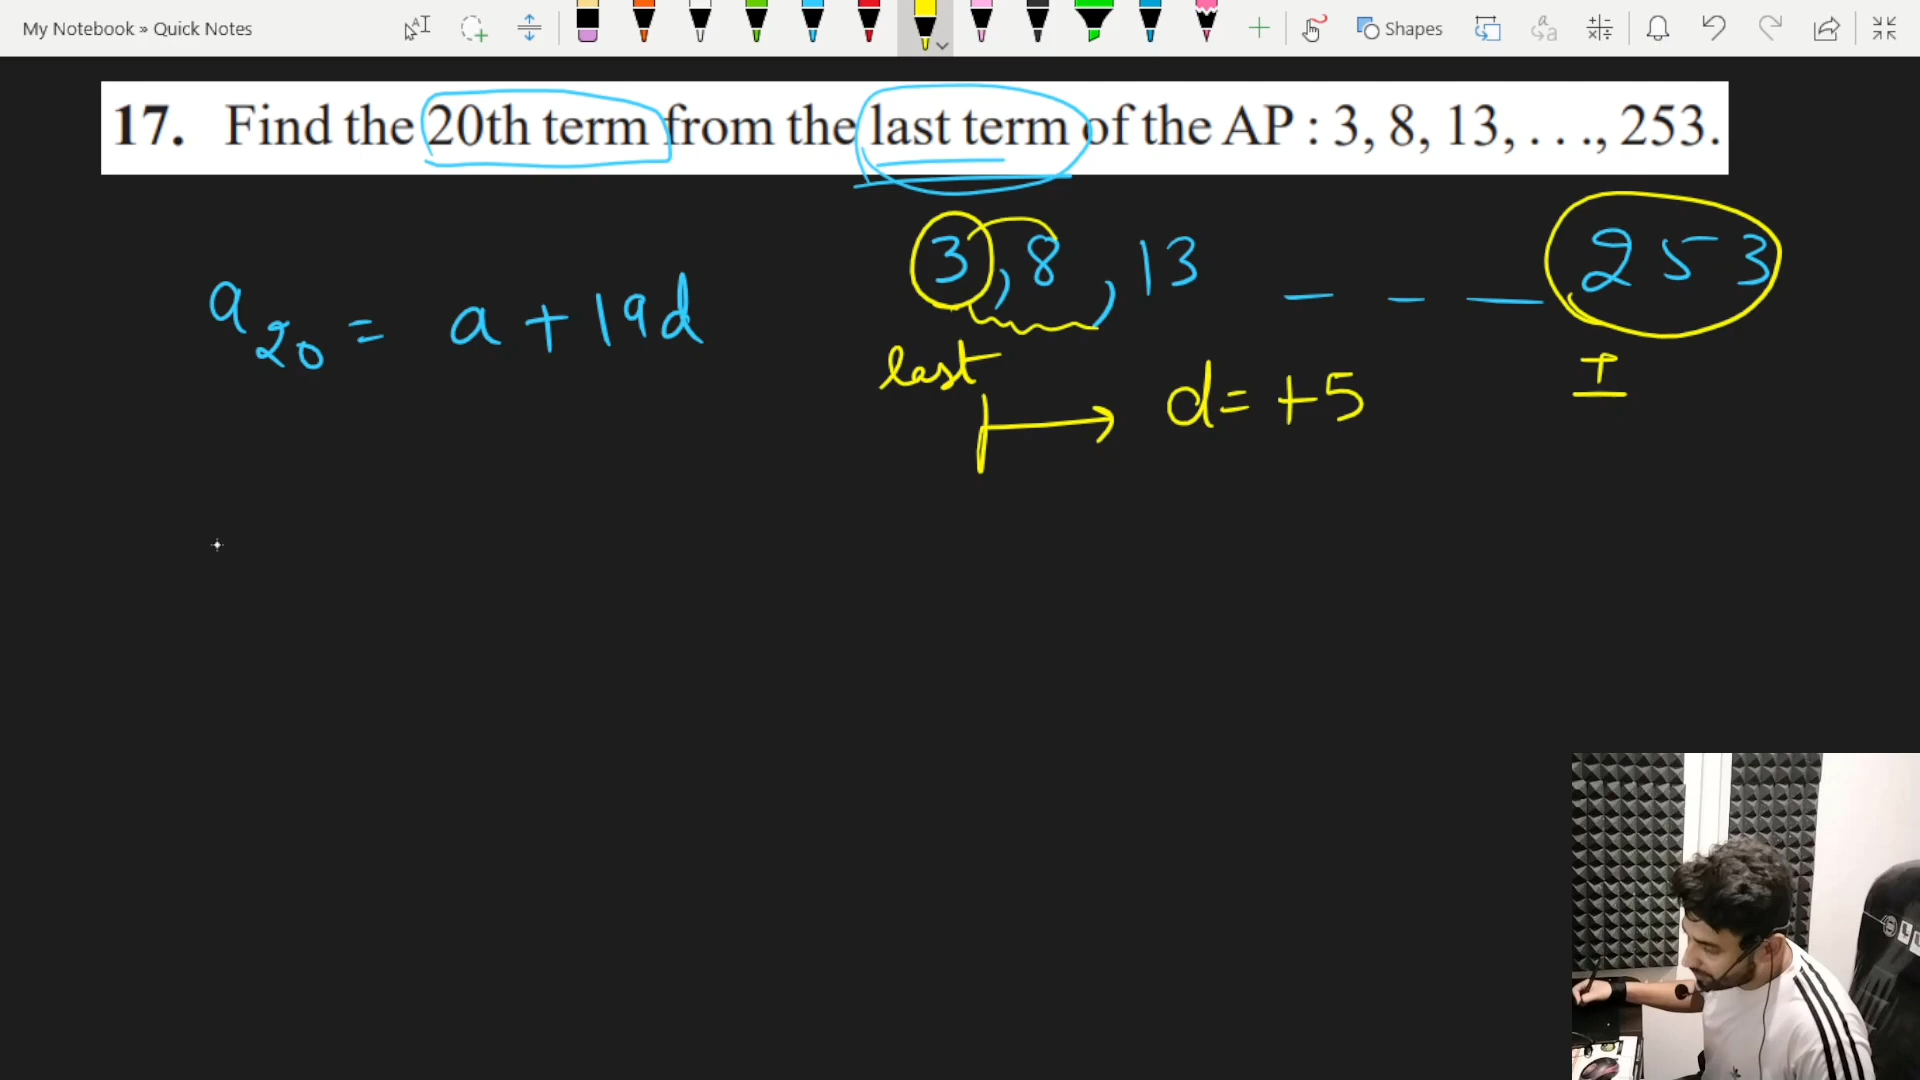 My Notebook » Quick Notes
Shapes
17. Find the 20th term from the last term of the AP : 3, 8, 13, . . ., 253.
3, 8, 13 _ _ _ 253
a20 = a + 19d
last
I
d = +5